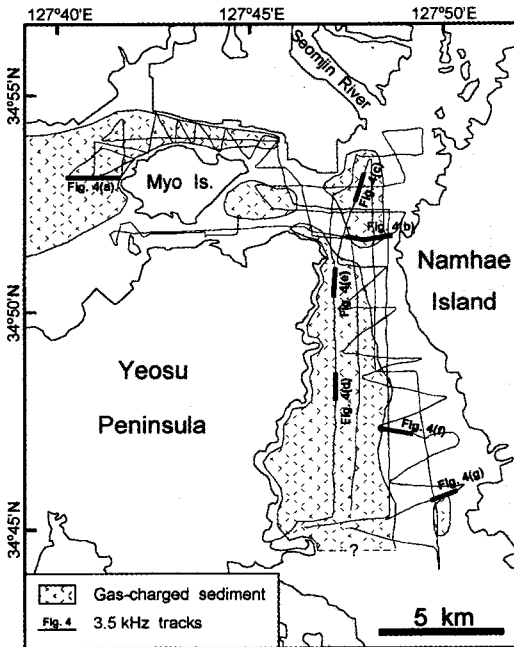 127°40'E
127°45'E
127°50'E
34°55'N
34°50'N
34°45'N
Seomjin River
Myo Is.
Fig. 4(a)
Fig. 4(c)
Fig. 4(b)
Namhae
Island
Fig. 4(e)
Yeosu
Peninsula
Fig. 4(d)
Fig. 4(f)
Fig. 4(g)
?
Gas-charged sediment
Fig. 4
3.5 kHz tracks
5 km